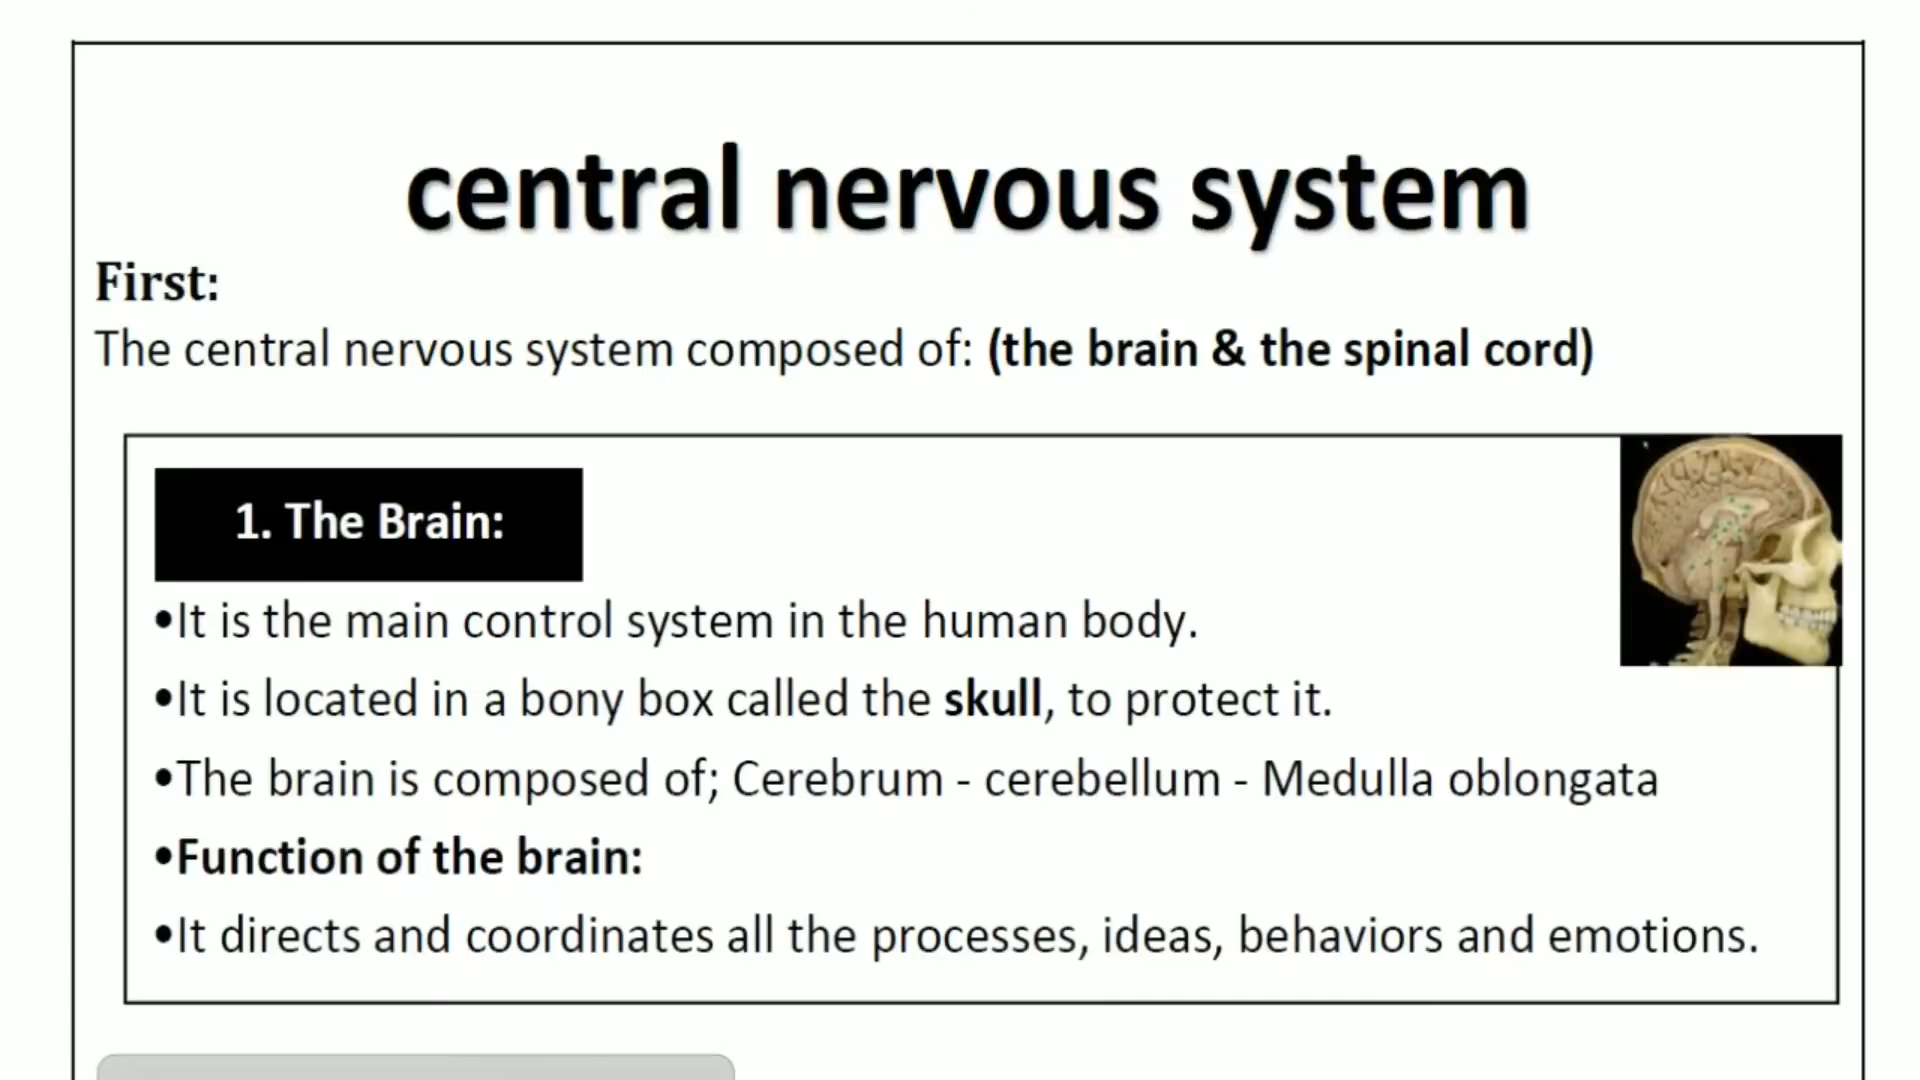 central nervous system
First:
The central nervous system composed of: (the brain & the spinal cord)
1. The Brain:
•It is the main control system in the human body.
•It is located in a bony box called the skull, to protect it.
•The brain is composed of; Cerebrum - cerebellum - Medulla oblongata
•Function of the brain:
•It directs and coordinates all the processes, ideas, behaviors and emotions.